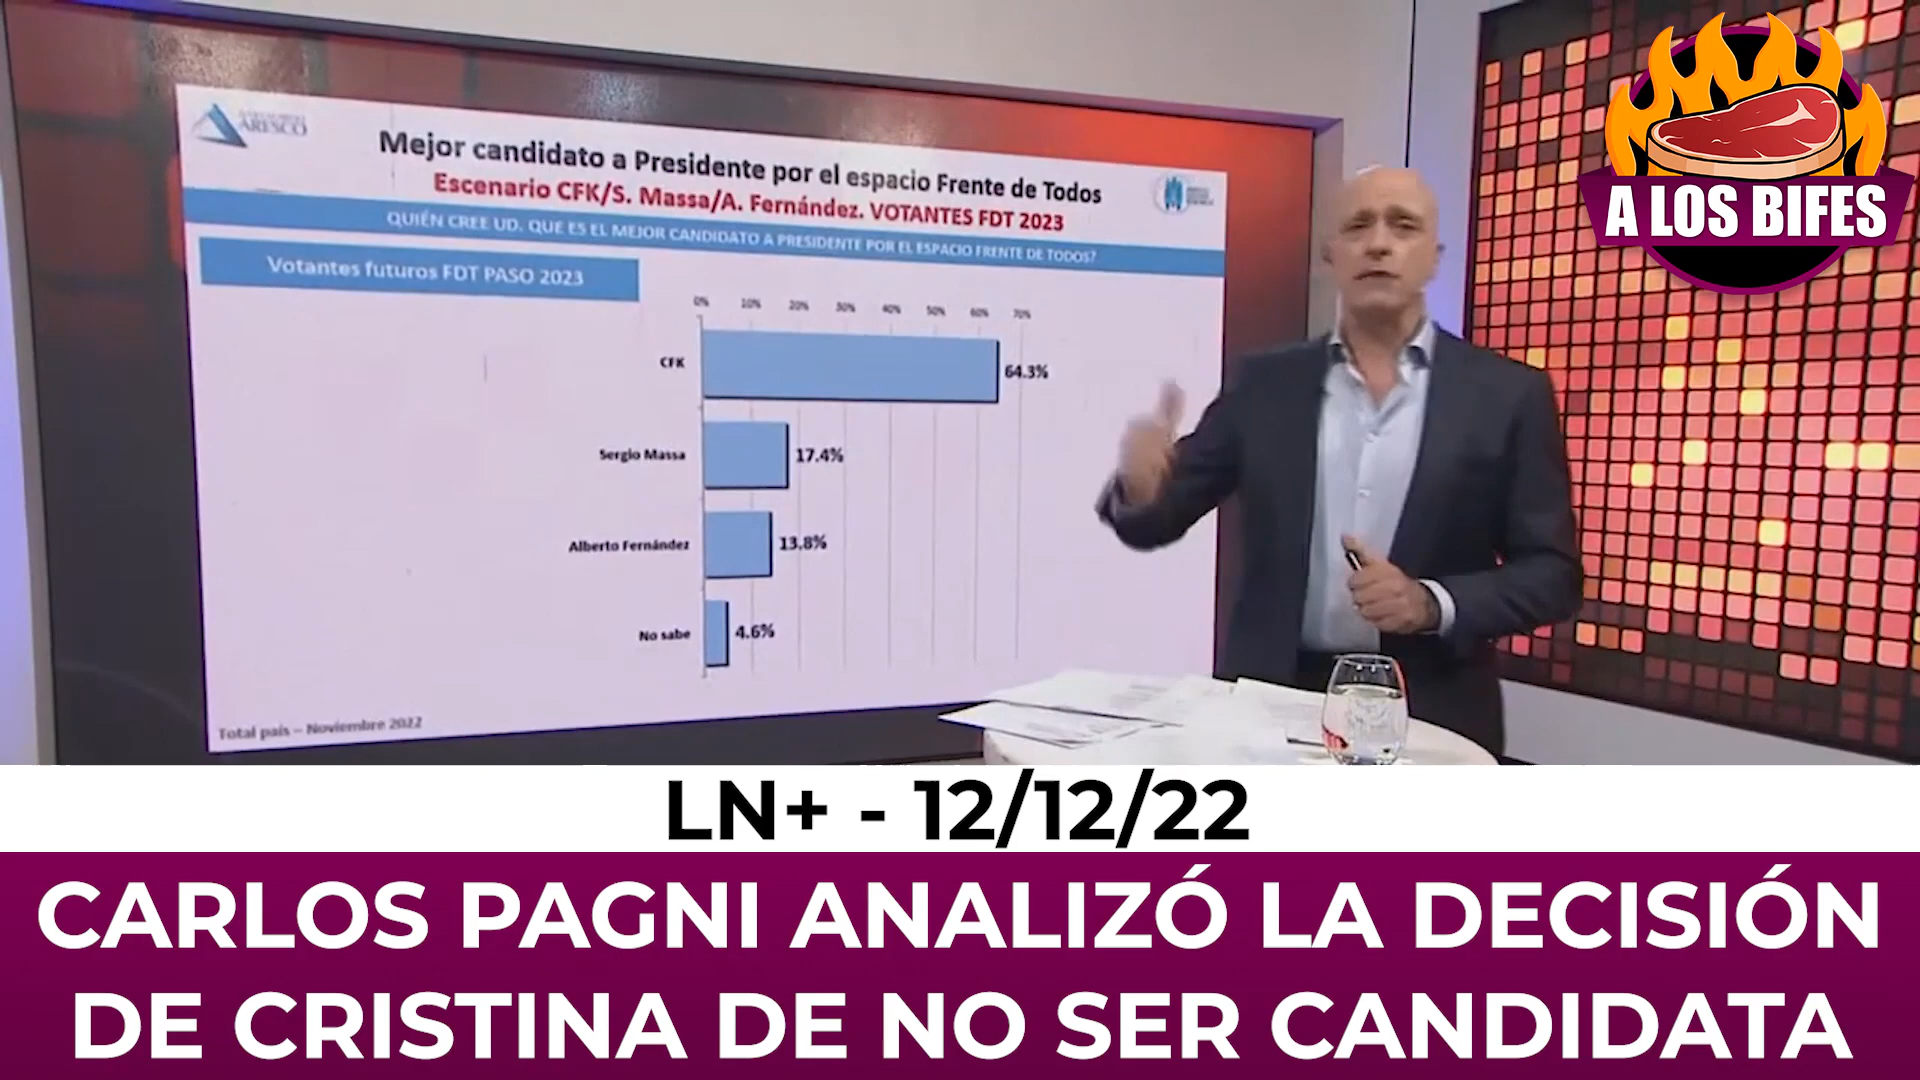 ARESCO
Mejor candidato a Presidente por el espacio Frente de Todos
Escenario CFK/S. Massa/A. Fernández. VOTANTES FDT 2023
QUIÉN CREE UD. QUE ES EL MEJOR CANDIDATO A PRESIDENTE POR EL ESPACIO FRENTE DE TODOS?
Votantes futuros FDT PASO 2023
0% 10% 20% 30% 40% 50% 60% 70%
CFK 64.3%
Sergio Massa 17.4%
Alberto Fernández 13.8%
No sabe 4.6%
Total país – Noviembre 2022
A LOS BIFES
LN+ - 12/12/22
CARLOS PAGNI ANALIZÓ LA DECISIÓN
DE CRISTINA DE NO SER CANDIDATA